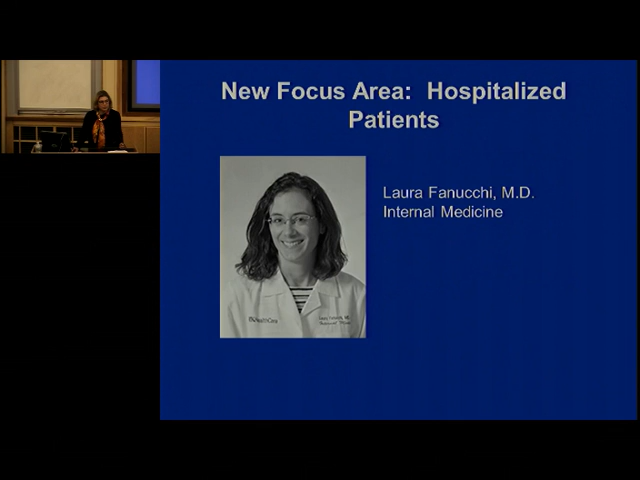 New Focus Area: Hospitalized
Patients
Laura Fanucchi, M.D.
Internal Medicine